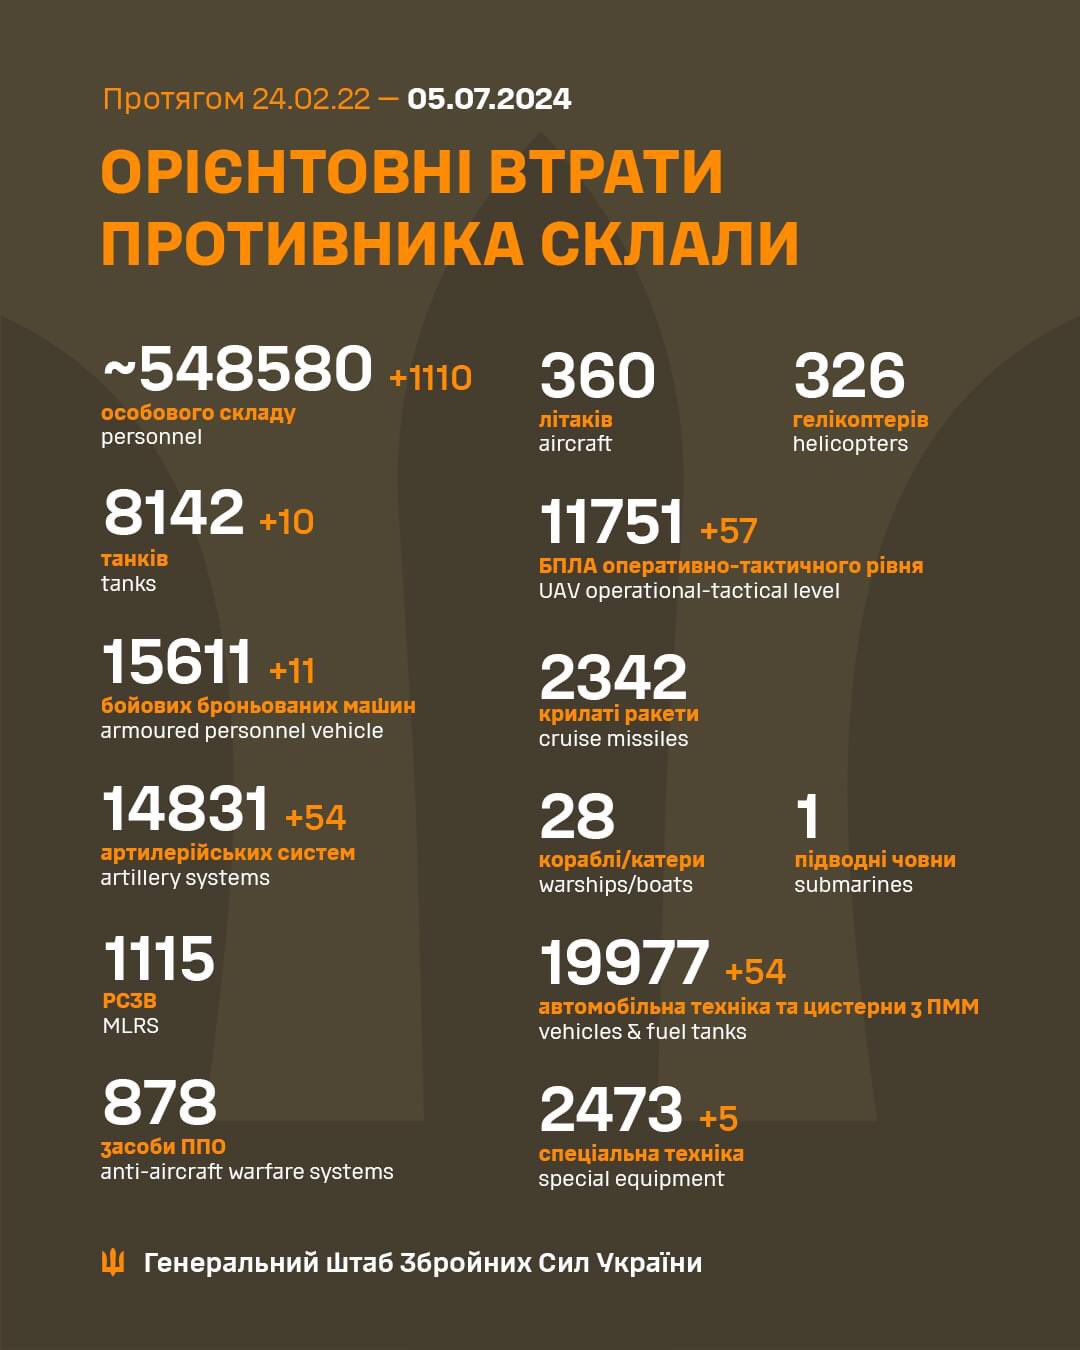 Протягом 24.02.22 — 05.07.2024
ОРІЄНТОВНІ ВТРАТИ
ПРОТИВНИКА СКЛАЛИ
~548580 +1110
особового складу
personnel
360
літаків
aircraft
326
гелікоптерів
helicopters
8142 +10
танків
tanks
11751 +57
БПЛА оперативно-тактичного рівня
UAV operational-tactical level
15611 +11
бойових броньованих машин
armoured personnel vehicle
2342
крилаті ракети
cruise missiles
14831 +54
артилерійських систем
artillery systems
28
кораблі/катери
warships/boats
1
підводні човни
submarines
1115
РСЗВ
MLRS
19977 +54
автомобільна техніка та цистерни з ПММ
vehicles & fuel tanks
878
засоби ППО
anti-aircraft warfare systems
2473 +5
спеціальна техніка
special equipment
Генеральний штаб Збройних Сил України